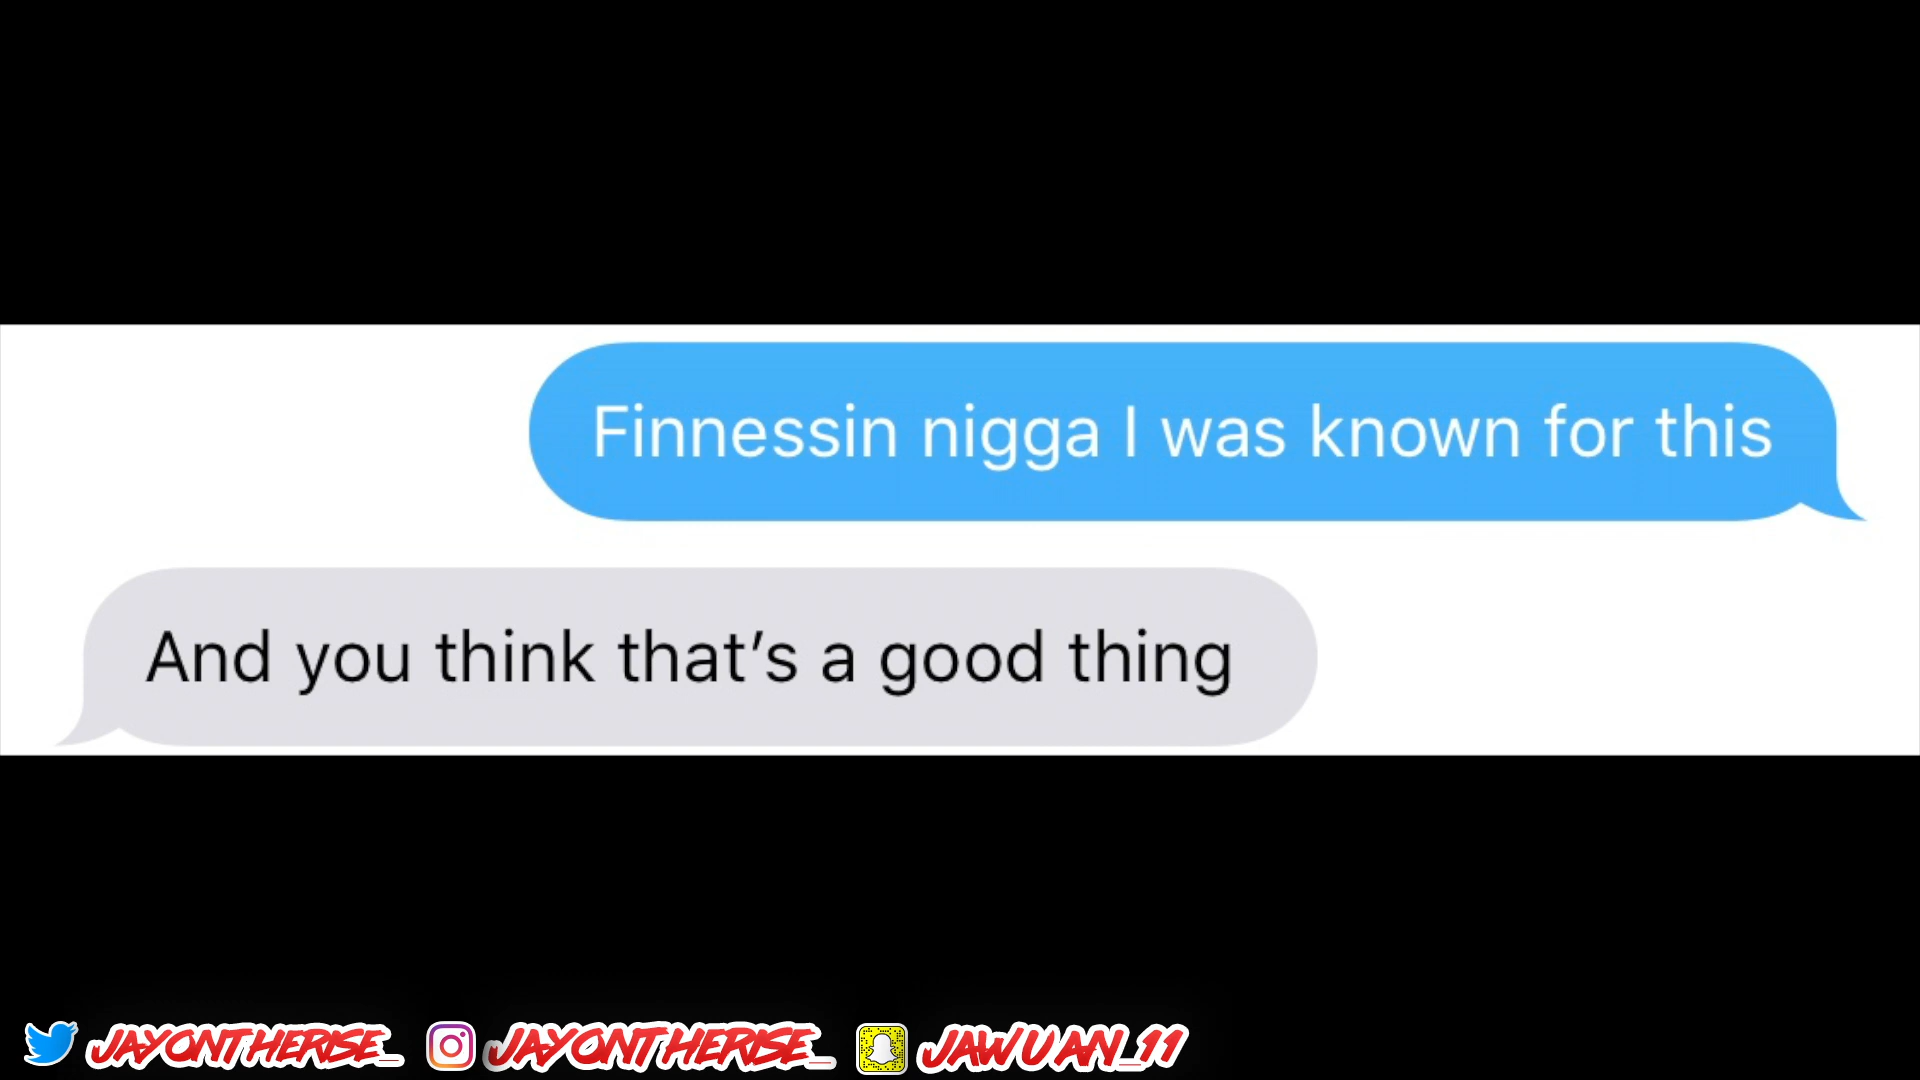 Finnessin nigga I was known for this
And you think that’s a good thing
JAYONTHERISE_ JAYONTHERISE_ JAWUAN_11